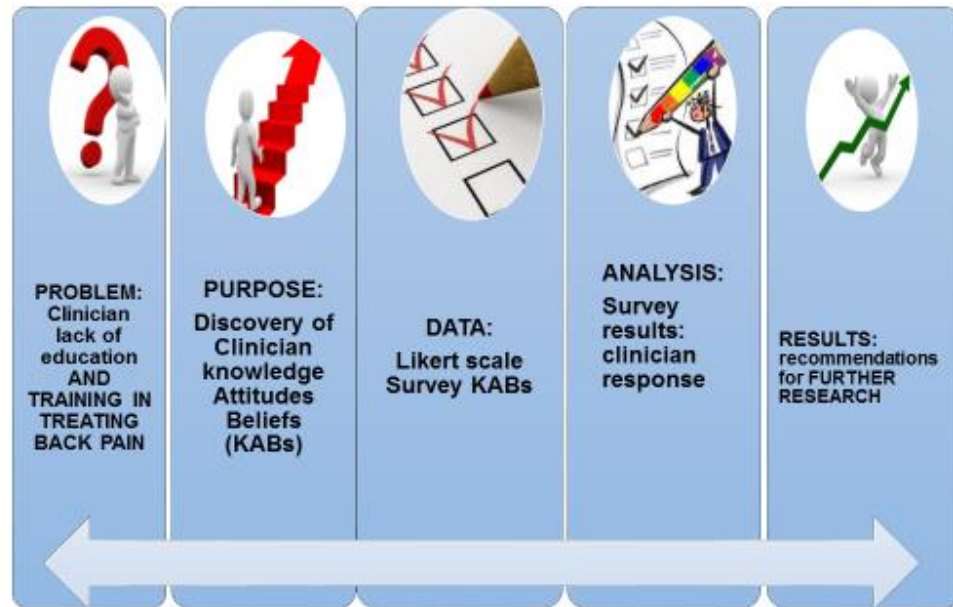 PROBLEM:
Clinician
lack of
education
AND
TRAINING IN
TREATING
BACK PAIN
PURPOSE:
Discovery of
Clinician
knowledge
Attitudes
Beliefs
(KABs)
DATA:
Likert scale
Survey KABs
ANALYSIS:
Survey
results:
clinician
response
RESULTS:
recommendations
for FURTHER
RESEARCH